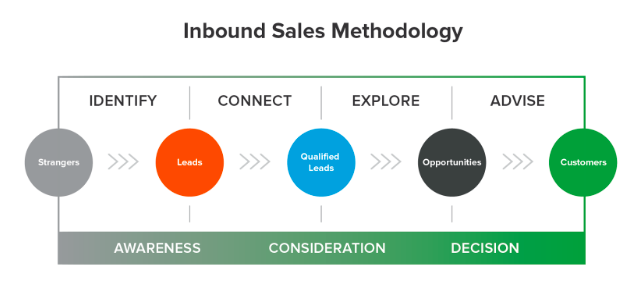 Inbound Sales Methodology
IDENTIFY
CONNECT
EXPLORE
ADVISE
Strangers
Leads
Qualified
Leads
Opportunities
Customers
AWARENESS
CONSIDERATION
DECISION